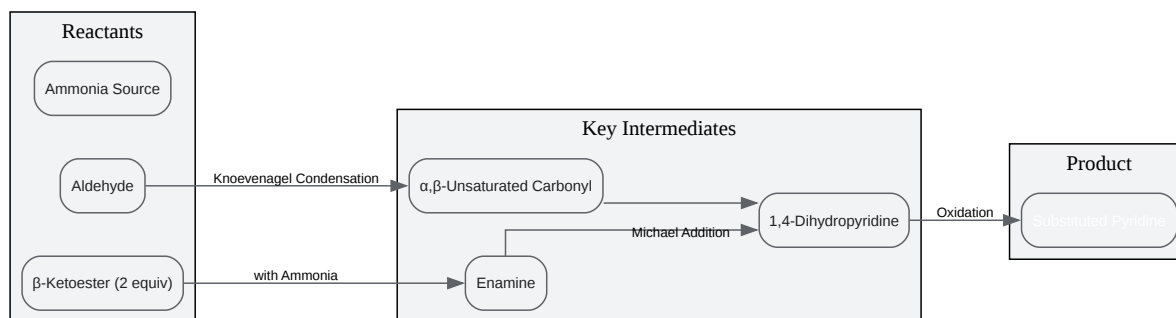 Reactants
Ammonia Source
Aldehyde
β-Ketoester (2 equiv)
Knoevenagel Condensation
with Ammonia
Key Intermediates
α,β-Unsaturated Carbonyl
Enamine
Michael Addition
1,4-Dihydropyridine
Oxidation
Product
Substituted Pyridine